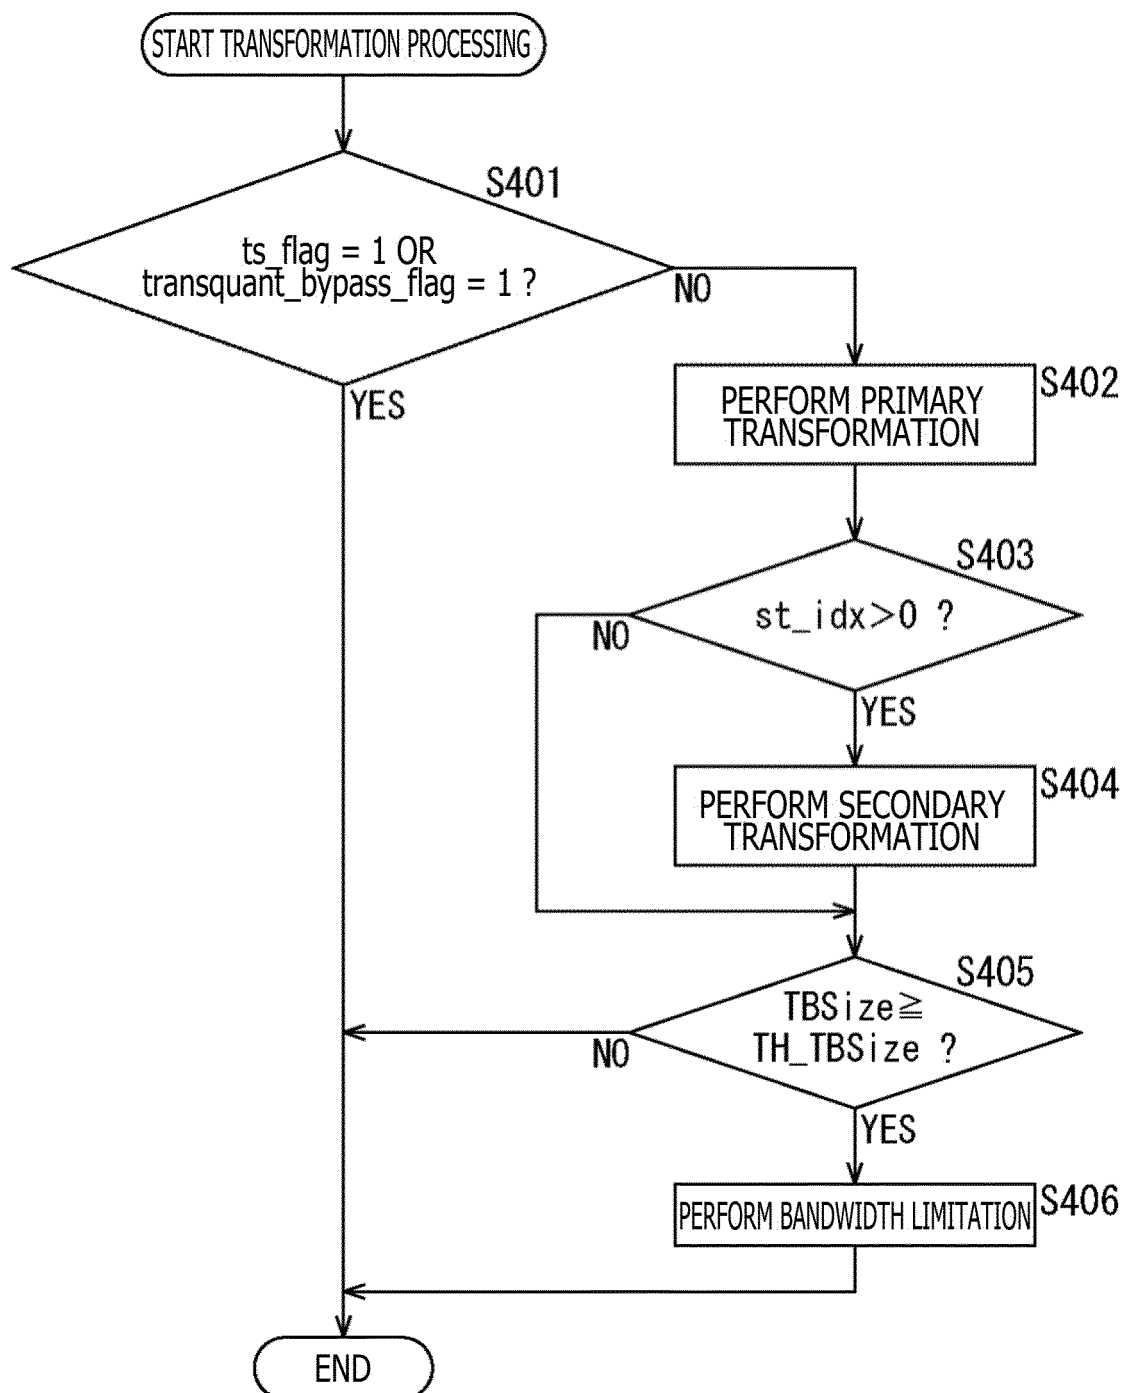 START TRANSFORMATION PROCESSING
S401
ts_flag = 1 OR
transquant_bypass_flag = 1 ?
NO
YES
S402
PERFORM PRIMARY
TRANSFORMATION
S403
st_idx>0 ?
NO
YES
S404
PERFORM SECONDARY
TRANSFORMATION
S405
TBSize≧
TH_TBSize ?
NO
YES
S406
PERFORM BANDWIDTH LIMITATION
END